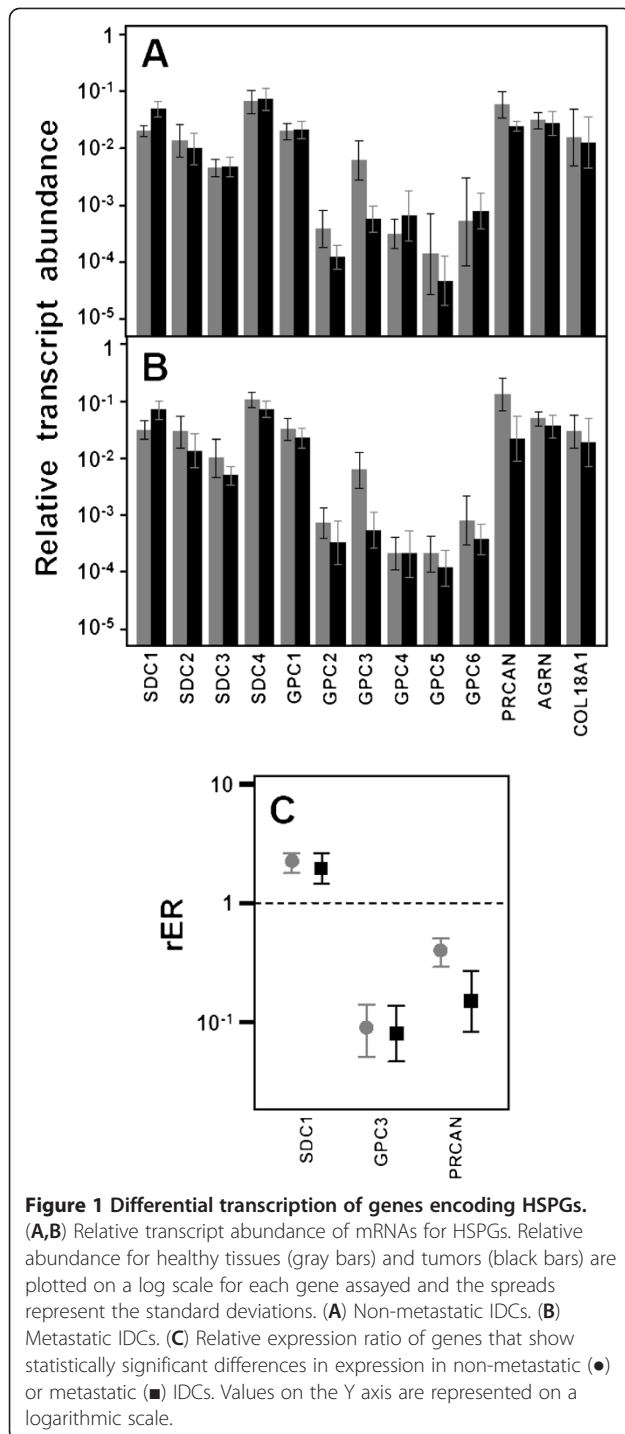 A
1
10-1
10-2
10-3
10-4
10-5
B
1
10-1
10-2
10-3
10-4
10-5
Relative transcript abundance
SDC1
SDC2
SDC3
SDC4
GPC1
GPC2
GPC3
GPC4
GPC5
GPC6
PRCAN
AGRN
COL18A1
C
10
1
10-1
rER
SDC1
GPC3
PRCAN
Figure 1 Differential transcription of genes encoding HSPGs.
(A,B) Relative transcript abundance of mRNAs for HSPGs. Relative
abundance for healthy tissues (gray bars) and tumors (black bars) are
plotted on a log scale for each gene assayed and the spreads
represent the standard deviations. (A) Non-metastatic IDCs. (B)
Metastatic IDCs. (C) Relative expression ratio of genes that show
statistically significant differences in expression in non-metastatic (●)
or metastatic (■) IDCs. Values on the Y axis are represented on a
logarithmic scale.